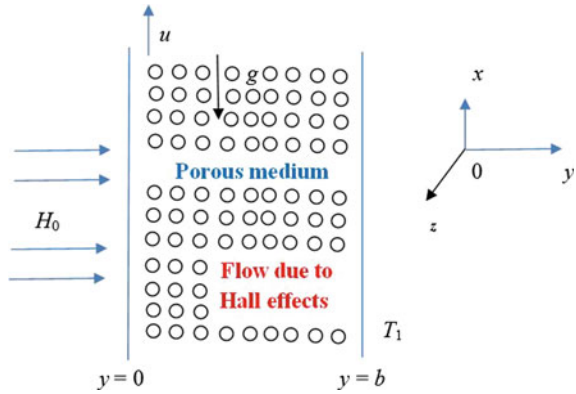 u
g
x
Porous medium
0
y
z
H₀
Flow due to
Hall effects
T₁
y = 0
y = b